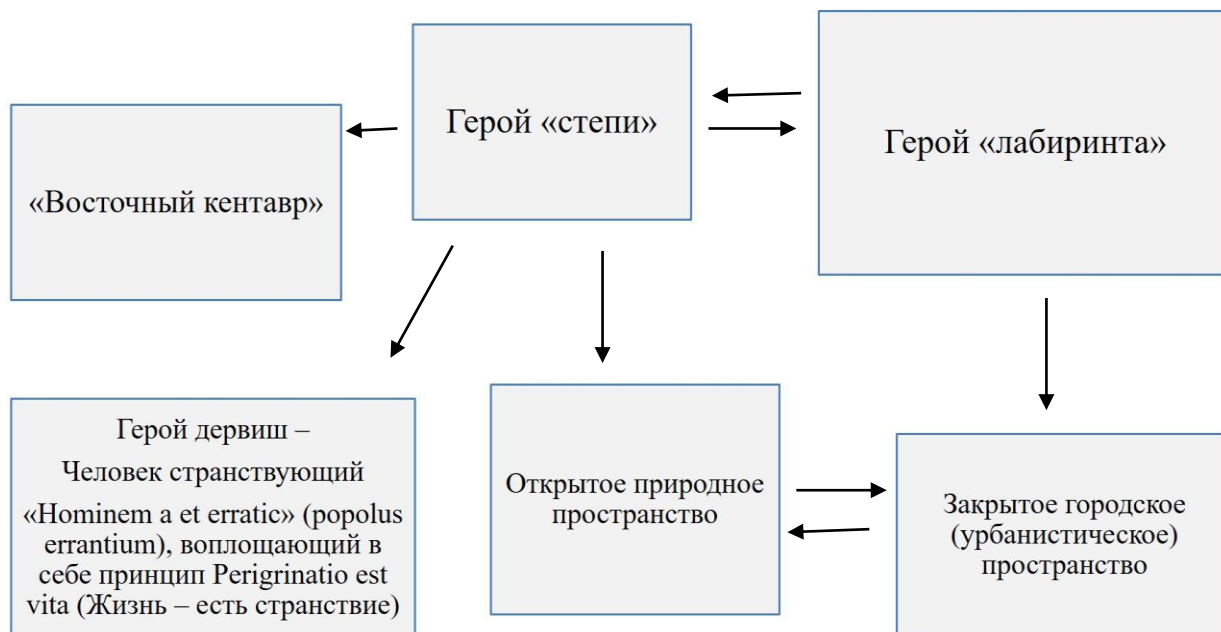 «Восточный кентавр»
Герой «степи»
Герой «лабиринта»
Герой дервиш –
Человек странствующий
«Hominem a et erratic» (popolus
errantium), воплощающий в
себе принцип Perigrinatio est
vita (Жизнь – есть странствие)
Открытое природное
пространство
Закрытое городское
(урбанистическое)
пространство